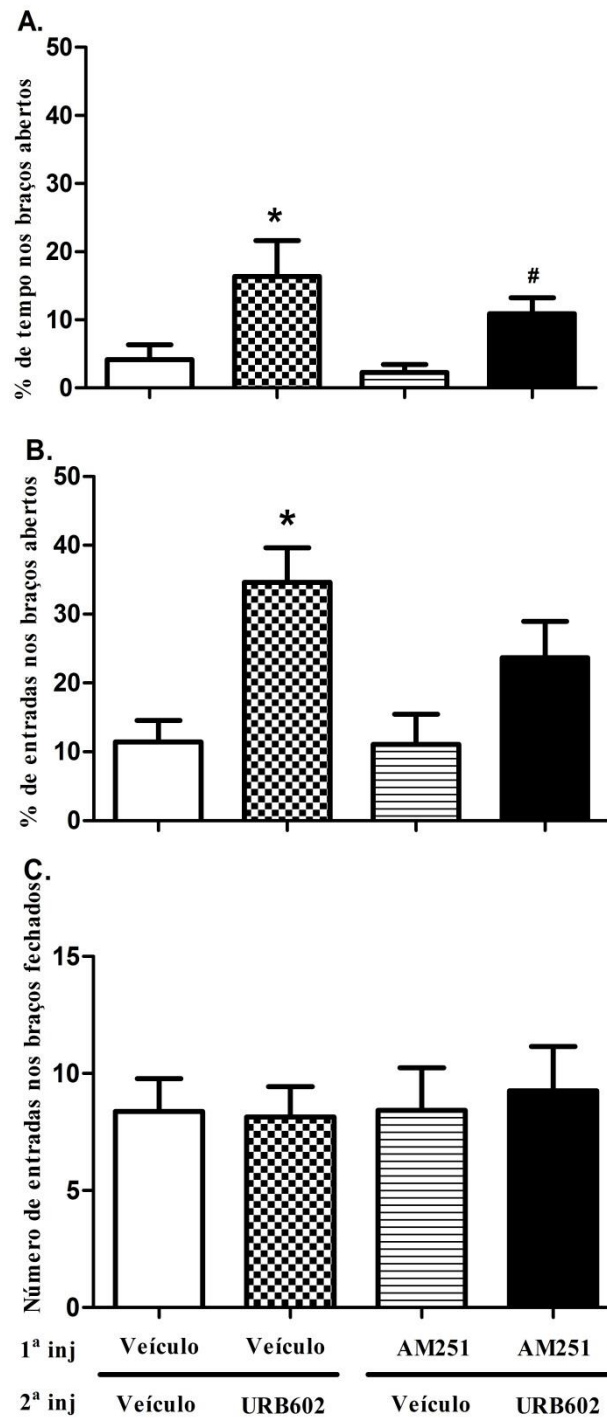 A.
% de tempo nos braços abertos
50
40
30
20
10
0
*
#
B.
% de entradas nos braços abertos
50
40
30
20
10
0
*
C.
Número de entradas nos braços fechados
15
10
5
0
1ª inj Veículo Veículo AM251 AM251
2ª inj Veículo URB602 Veículo URB602